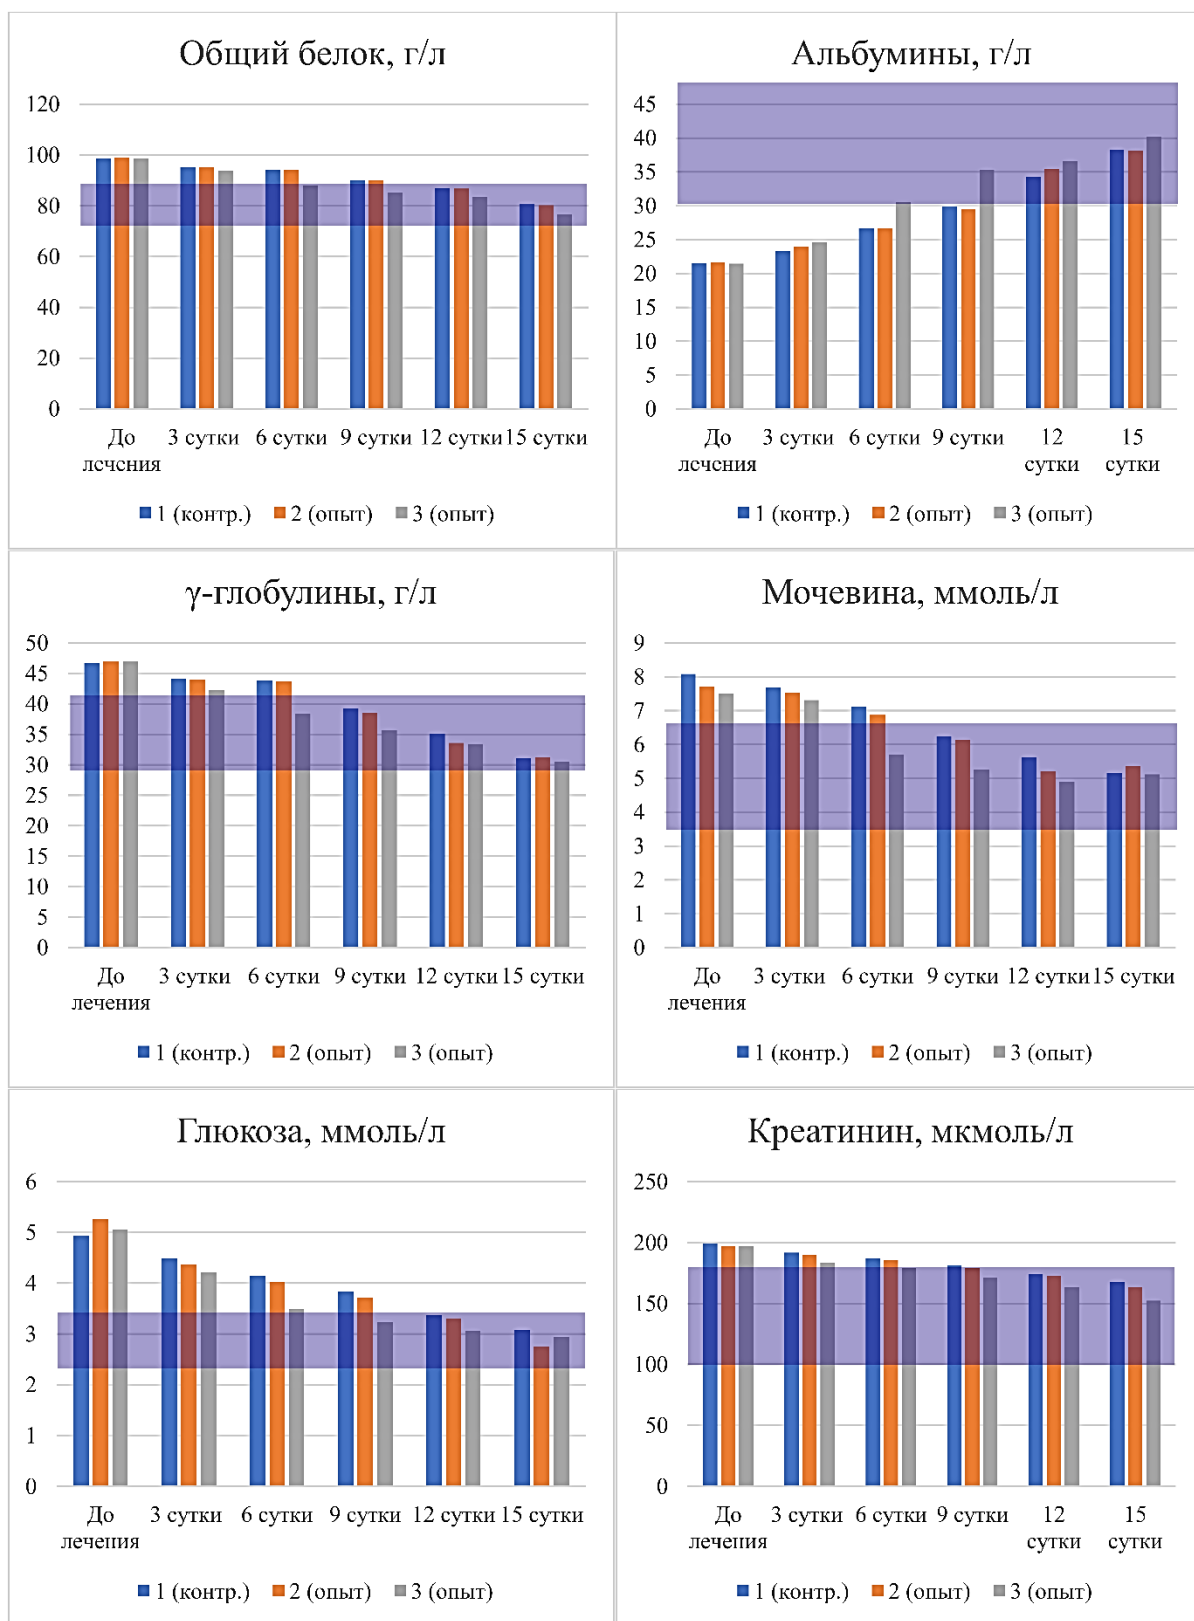 Общий белок, г/л
120
100
80
60
40
20
0
До лечения
3 сутки 6 сутки 9 сутки 12 сутки 15 сутки
1 (контр.) 2 (опыт) 3 (опыт)
Альбумины, г/л
45
40
35
30
25
20
15
10
5
0
До 3 сутки 6 сутки 9 сутки 12 15
лечения сутки сутки
1 (контр.) 2 (опыт) 3 (опыт)
γ-глобулины, г/л
50
45
40
35
30
25
20
15
10
5
0
До 3 сутки 6 сутки 9 сутки 12 сутки 15 сутки
лечения
1 (контр.) 2 (опыт) 3 (опыт)
Мочевина, ммоль/л
9
8
7
6
5
4
3
2
1
0
До 3 сутки 6 сутки 9 сутки 12 сутки 15 сутки
лечения
1 (контр.) 2 (опыт) 3 (опыт)
Глюкоза, ммоль/л
6
5
4
3
2
1
0
До 3 сутки 6 сутки 9 сутки 12 сутки 15 сутки
лечения
1 (контр.) 2 (опыт) 3 (опыт)
Креатинин, мкмоль/л
250
200
150
100
50
0
До 3 сутки 6 сутки 9 сутки 12 15
лечения сутки сутки
1 (контр.) 2 (опыт) 3 (опыт)